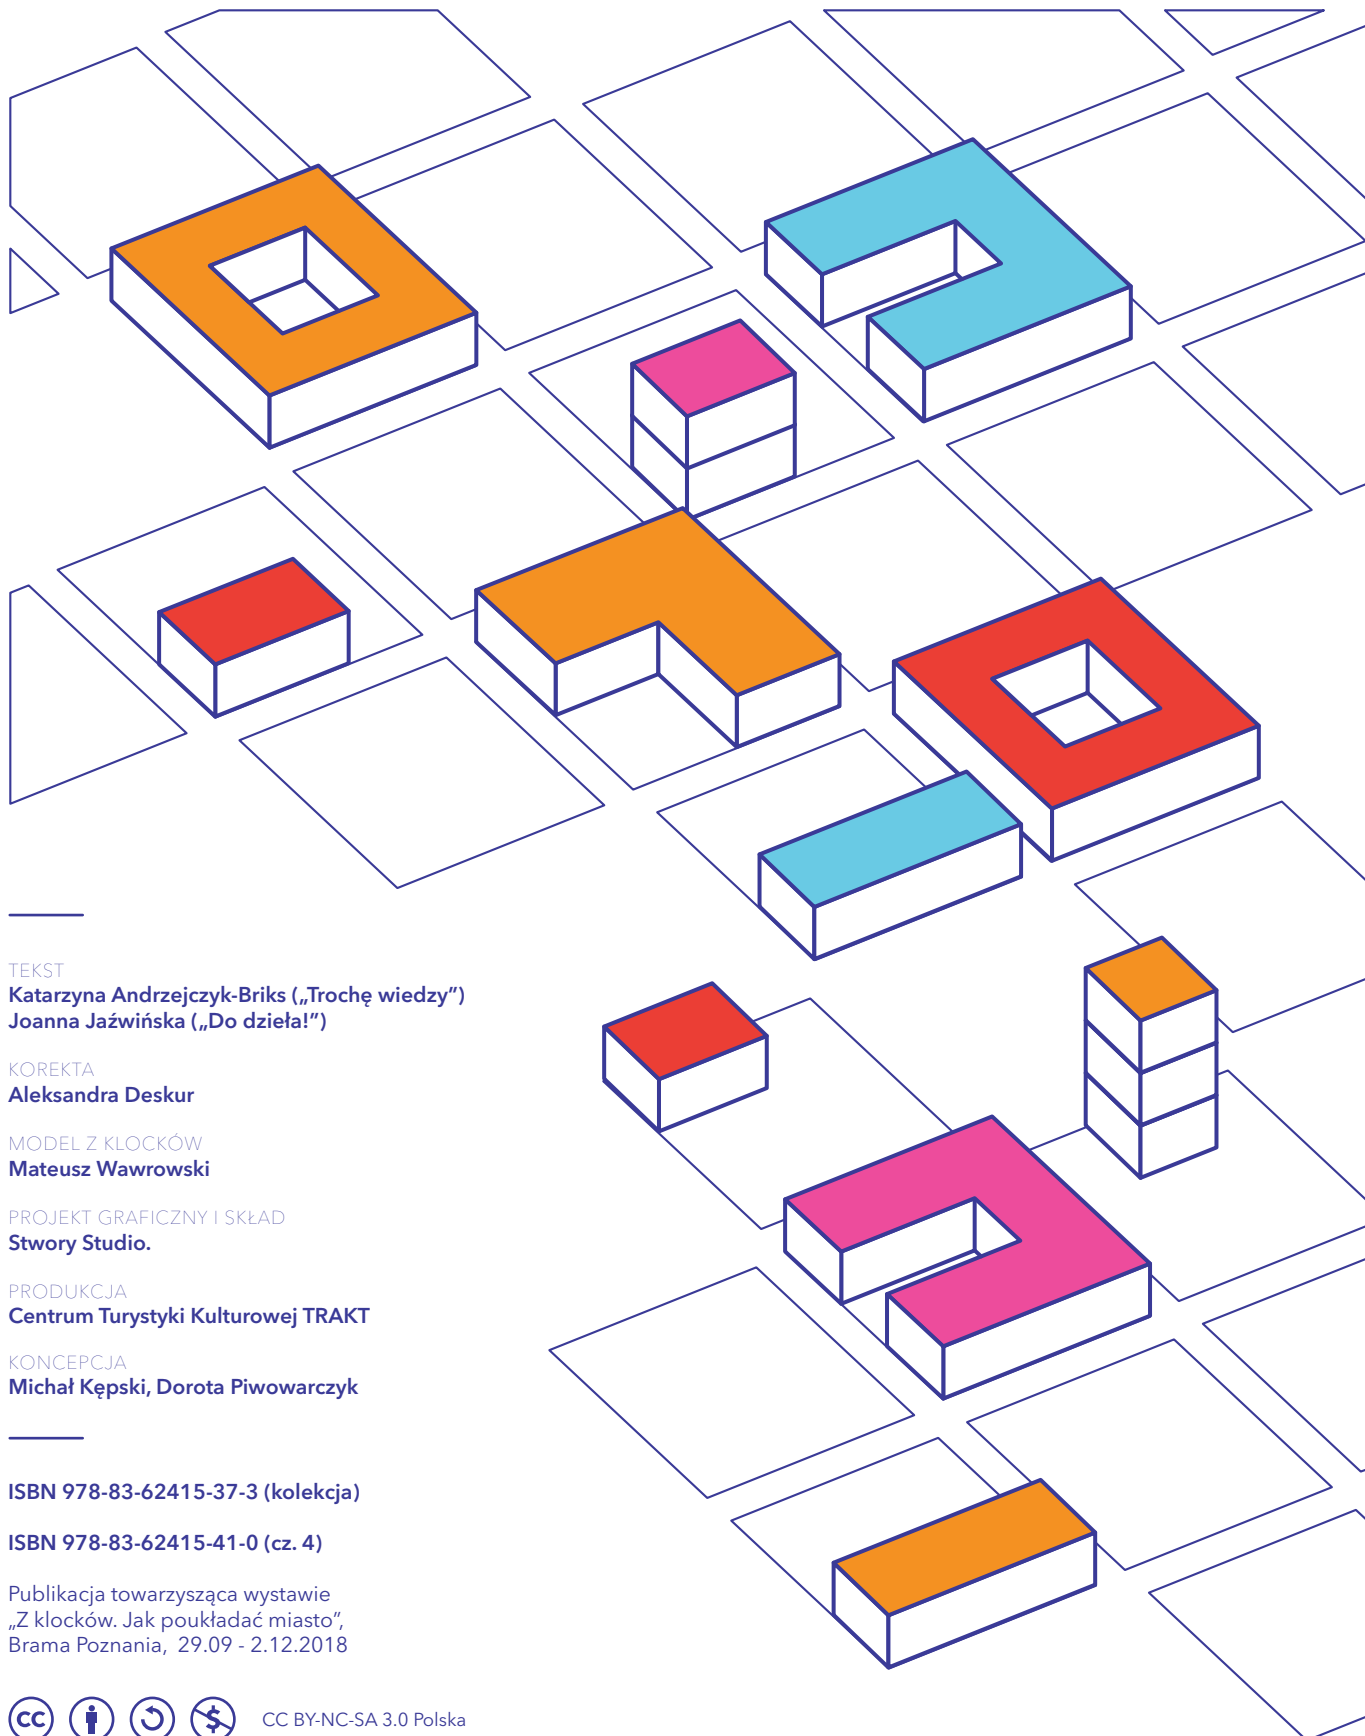 TEKST
Katarzyna Andrzejczyk-Briks („Trochę wiedzy”)
Joanna Jaźwińska („Do dzieła!”)
KOREKTA
Aleksandra Deskur
MODEL Z KLOCKÓW
Mateusz Wawrowski
PROJEKT GRAFICZNY I SKŁAD
Stwory Studio.
PRODUKCJA
Centrum Turystyki Kulturowej TRAKT
KONCEPCJA
Michał Kępski, Dorota Piwowarczyk
ISBN 978-83-62415-37-3 (kolekcja)
ISBN 978-83-62415-41-0 (cz. 4)
Publikacja towarzysząca wystawie
„Z klocków. Jak poukładać miasto”,
Brama Poznania, 29.09 - 2.12.2018
cc $ CC BY-NC-SA 3.0 Polska